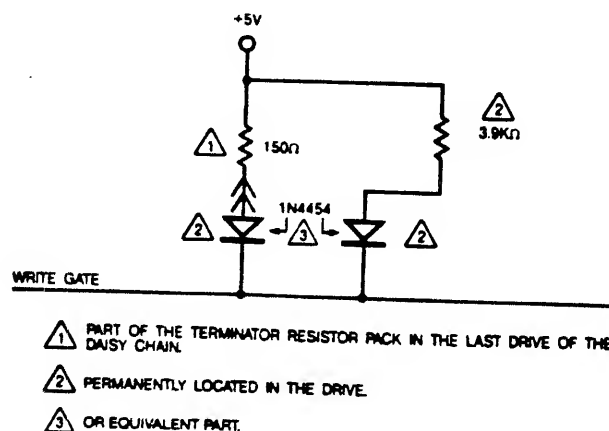 +5V
1
150Ω
2
3.9KΩ
1N4454
2
3
2
WRITE GATE
1 PART OF THE TERMINATOR RESISTOR PACK IN THE LAST DRIVE OF THE
DAISY CHAIN.
2 PERMANENTLY LOCATED IN THE DRIVE.
3 OR EQUIVALENT PART.